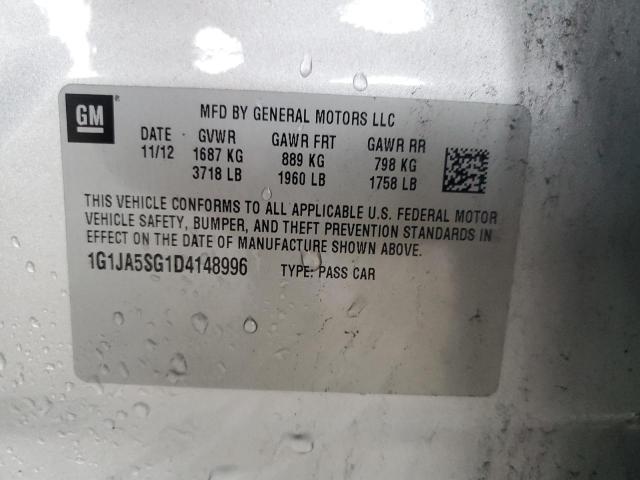 GM®
MFD BY GENERAL MOTORS LLC
DATE GVWR GAWR FRT GAWR RR
11/12 1687 KG 889 KG 798 KG
3718 LB 1960 LB 1758 LB
THIS VEHICLE CONFORMS TO ALL APPLICABLE U.S. FEDERAL MOTOR
VEHICLE SAFETY, BUMPER, AND THEFT PREVENTION STANDARDS IN
EFFECT ON THE DATE OF MANUFACTURE SHOWN ABOVE.
1G1JA5SG1D4148996 TYPE: PASS CAR